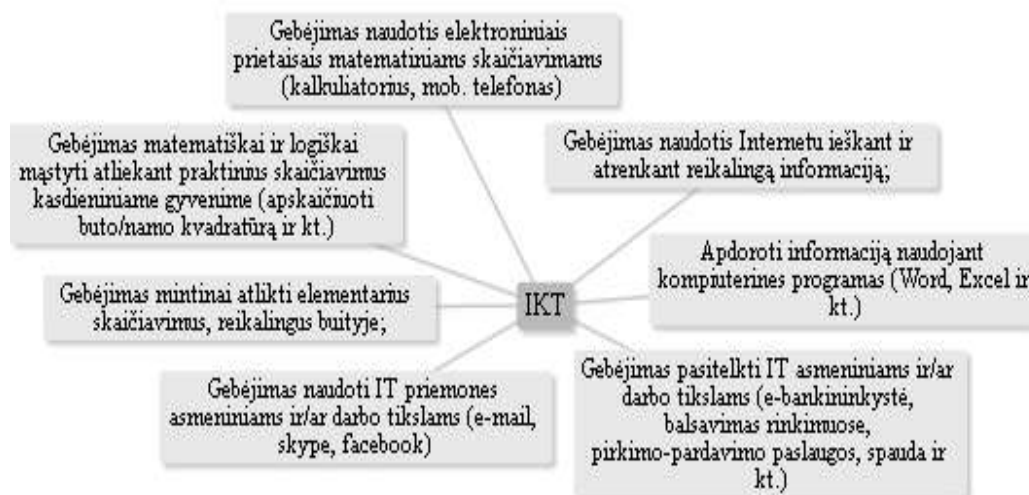 Gebėjimas naudotis elektroniniais
prietaisais matematiniams skaičiavimams
(kalkuliatorius, mob. telefonas)
Gebėjimas matematiškai ir logiškai
mąstyti atliekant praktinius skaičiavimus
kasdieniniame gyvenime (apskaičiuoti
buto/namo kvadratūrą ir kt.)
Gebėjimas naudotis Internetu ieškant ir
atrenkant reikalingą informaciją;
Apdoroti informaciją naudojant
kompiuterines programas (Word, Excel ir
kt.)
Gebėjimas mintinai atlikti elementarius
skaičiavimus, reikalingus buityje;
IKT
Gebėjimas naudoti IT priemones
asmeniniams ir/ar darbo tikslams (e-mail,
skype, facebook)
Gebėjimas pasitelkti IT asmeniniams ir/ar
darbo tikslams (e-bankininkystė,
balsavimas rinkimuose,
pirkimo-pardavimo paslaugos, spauda ir
kt.)